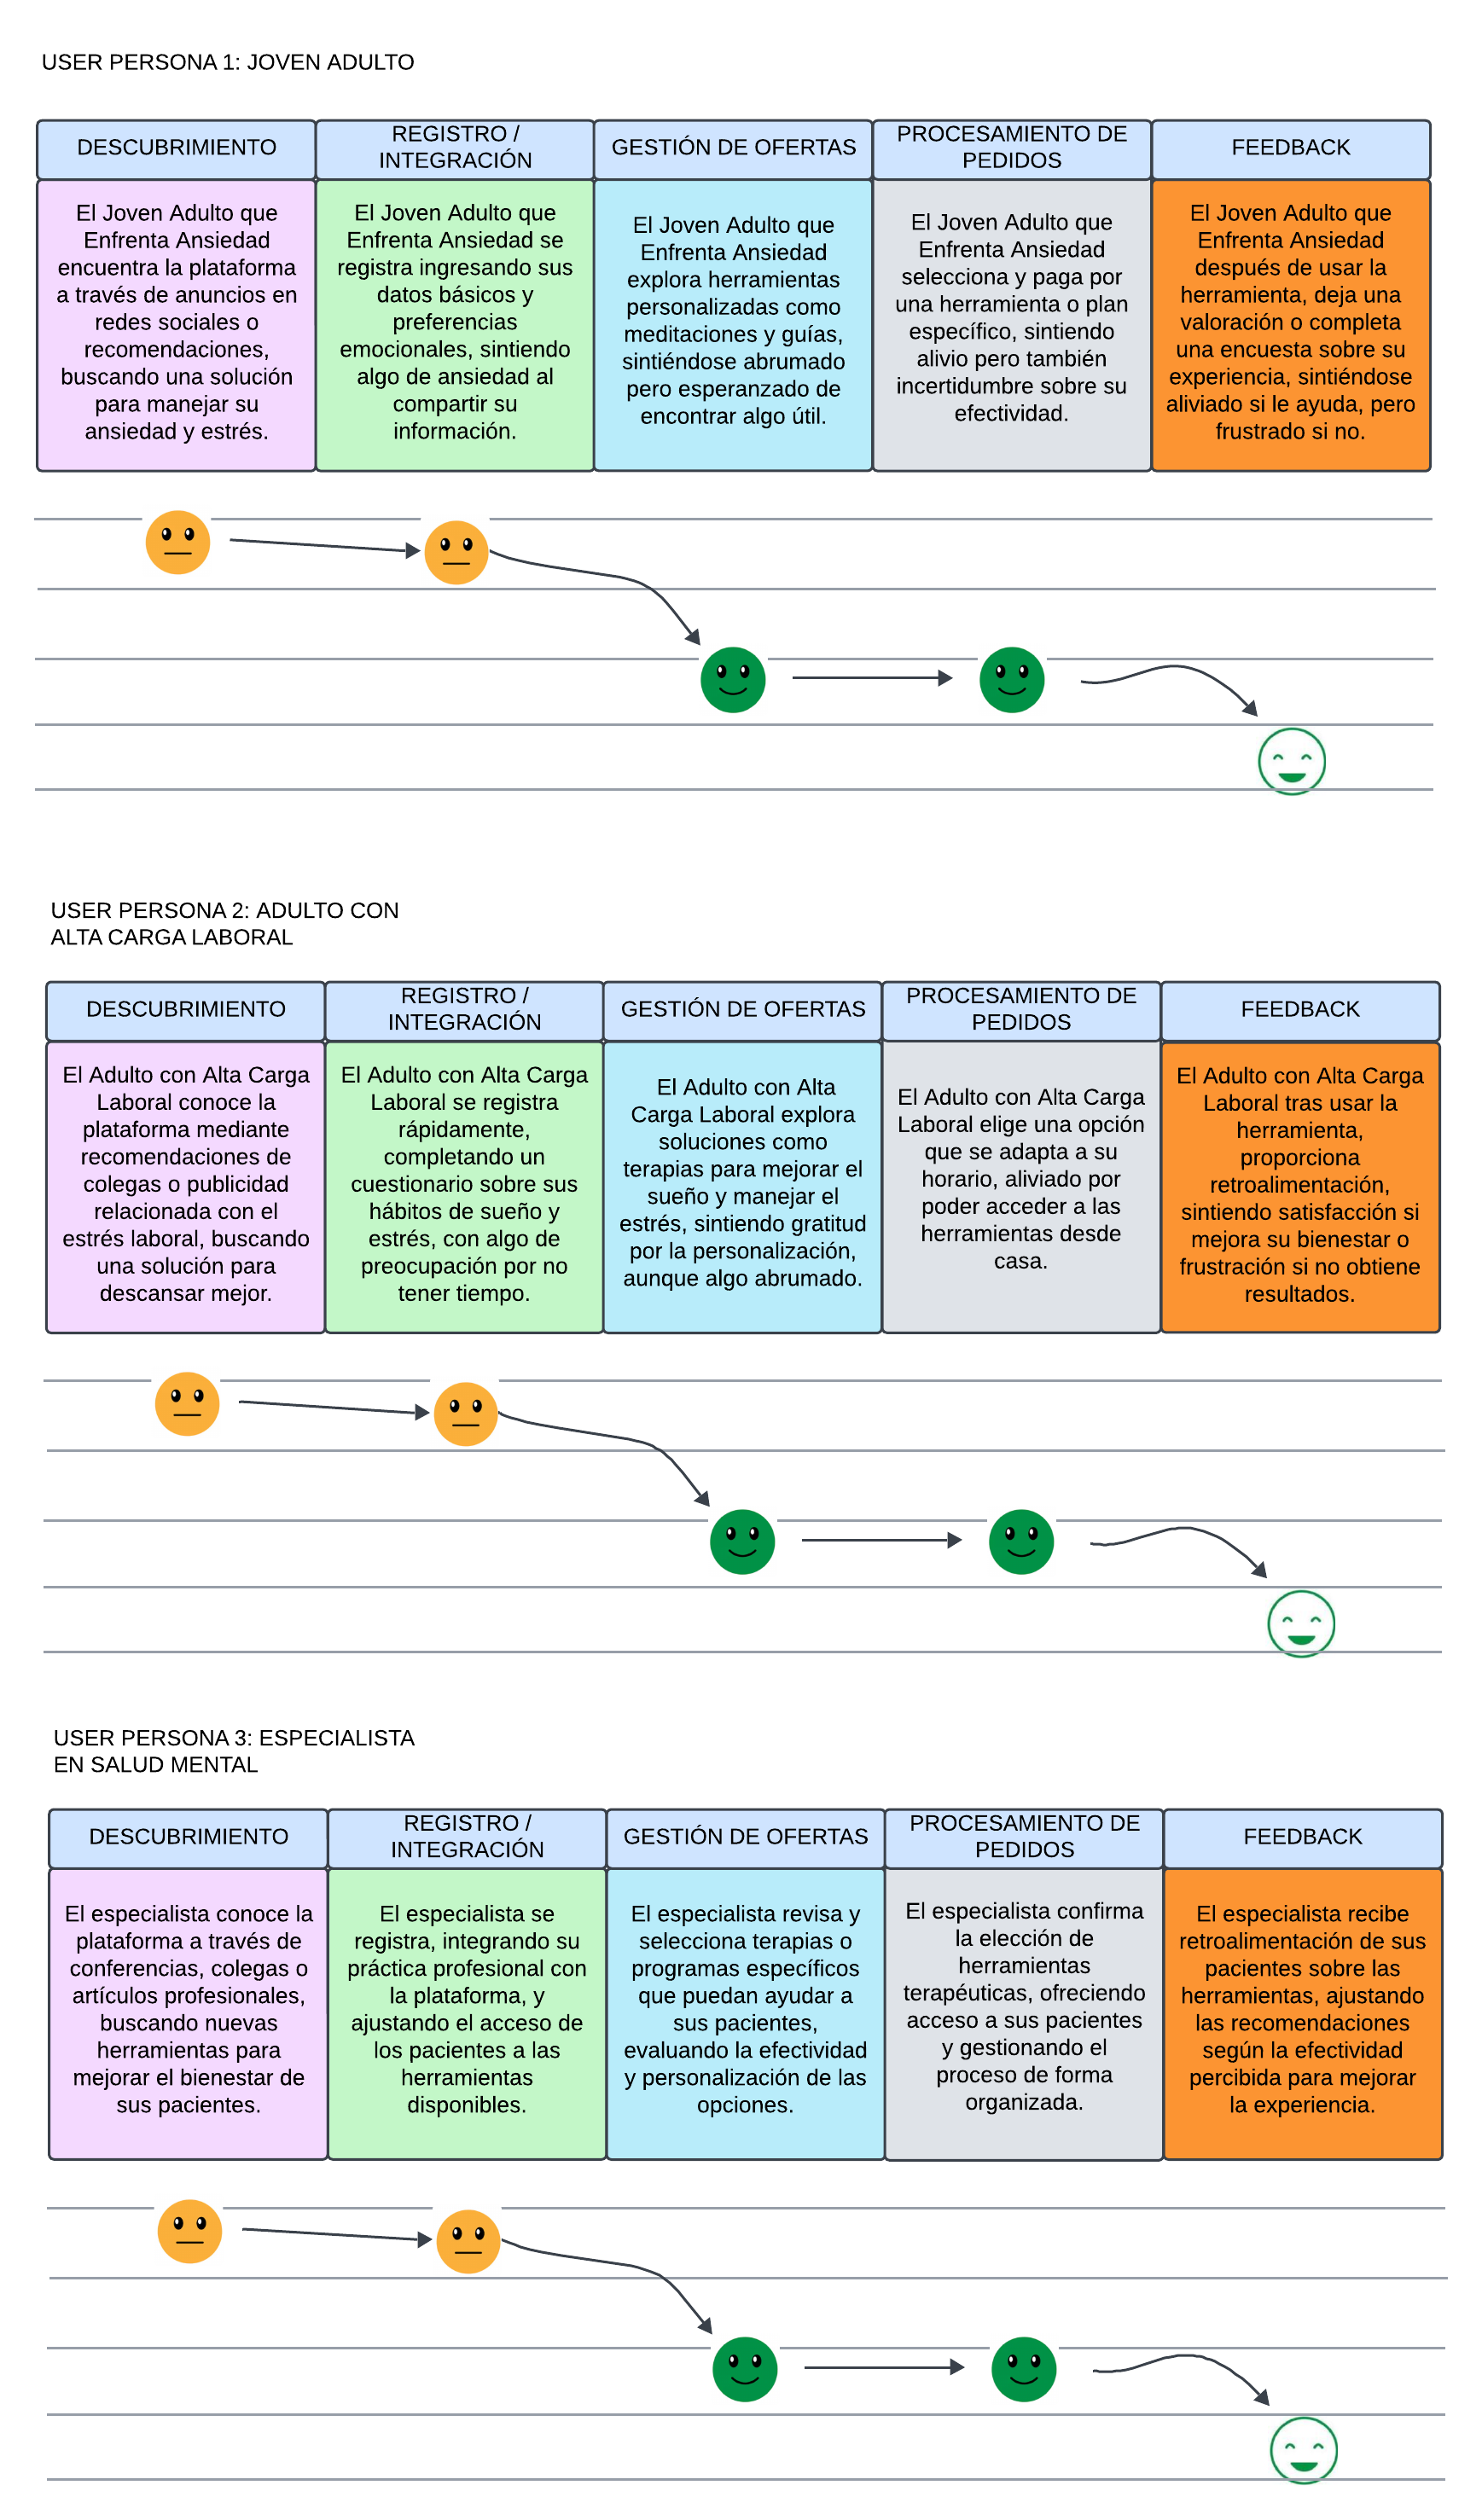 USER PERSONA 1: JOVEN ADULTO
DESCUBRIMIENTO
REGISTRO /
INTEGRACIÓN
GESTIÓN DE OFERTAS
PROCESAMIENTO DE
PEDIDOS
FEEDBACK
El Joven Adulto que
Enfrenta Ansiedad
encuentra la plataforma
a través de anuncios en
redes sociales o
recomendaciones,
buscando una solución
para manejar su
ansiedad y estrés.
El Joven Adulto que
Enfrenta Ansiedad se
registra ingresando sus
datos básicos y
preferencias
emocionales, sintiendo
algo de ansiedad al
compartir su
información.
El Joven Adulto que
Enfrenta Ansiedad
explora herramientas
personalizadas como
meditaciones y guías,
sintiéndose abrumado
pero esperanzado de
encontrar algo útil.
El Joven Adulto que
Enfrenta Ansiedad
selecciona y paga por
una herramienta o plan
específico, sintiendo
alivio pero también
incertidumbre sobre su
efectividad.
El Joven Adulto que
Enfrenta Ansiedad
después de usar la
herramienta, deja una
valoración o completa
una encuesta sobre su
experiencia, sintiéndose
aliviado si le ayuda, pero
frustrado si no.
USER PERSONA 2: ADULTO CON
ALTA CARGA LABORAL
DESCUBRIMIENTO
REGISTRO /
INTEGRACIÓN
GESTIÓN DE OFERTAS
PROCESAMIENTO DE
PEDIDOS
FEEDBACK
El Adulto con Alta Carga
Laboral conoce la
plataforma mediante
recomendaciones de
colegas o publicidad
relacionada con el
estrés laboral, buscando
una solución para
descansar mejor.
El Adulto con Alta Carga
Laboral se registra
rápidamente,
completando un
cuestionario sobre sus
hábitos de sueño y
estrés, con algo de
preocupación por no
tener tiempo.
El Adulto con Alta
Carga Laboral explora
soluciones como
terapias para mejorar el
sueño y manejar el
estrés, sintiendo gratitud
por la personalización,
aunque algo abrumado.
El Adulto con Alta Carga
Laboral elige una opción
que se adapta a su
horario, aliviado por
poder acceder a las
herramientas desde
casa.
El Adulto con Alta Carga
Laboral tras usar la
herramienta,
proporciona
retroalimentación,
sintiendo satisfacción si
mejora su bienestar o
frustración si no obtiene
resultados.
USER PERSONA 3: ESPECIALISTA
EN SALUD MENTAL
DESCUBRIMIENTO
REGISTRO /
INTEGRACIÓN
GESTIÓN DE OFERTAS
PROCESAMIENTO DE
PEDIDOS
FEEDBACK
El especialista conoce la
plataforma a través de
conferencias, colegas o
artículos profesionales,
buscando nuevas
herramientas para
mejorar el bienestar de
sus pacientes.
El especialista se
registra, integrando su
práctica profesional con
la plataforma, y
ajustando el acceso de
los pacientes a las
herramientas
disponibles.
El especialista revisa y
selecciona terapias o
programas específicos
que puedan ayudar a
sus pacientes,
evaluando la efectividad
y personalización de las
opciones.
El especialista confirma
la elección de
herramientas
terapéuticas, ofreciendo
acceso a sus pacientes
y gestionando el
proceso de forma
organizada.
El especialista recibe
retroalimentación de sus
pacientes sobre las
herramientas, ajustando
las recomendaciones
según la efectividad
percibida para mejorar
la experiencia.